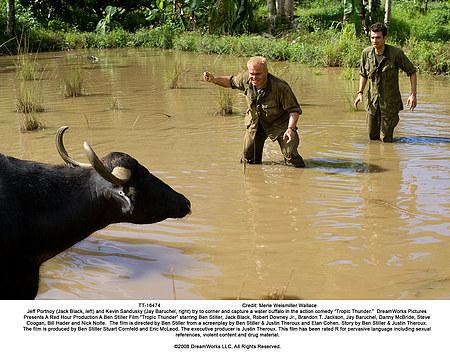 TT-16474 Credit: Merie Weismiller Wallace
Jeff Portnoy (Jack Black, left) and Kevin Sandusky (Jay Baruchel, right) try to corner and capture a water buffalo in the action comedy "Tropic Thunder." DreamWorks Pictures
Presents A Red Hour Production A Ben Stiller Film "Tropic Thunder" starring Ben Stiller, Jack Black, Robert Downey Jr., Brandon T. Jackson, Jay Baruchel, Danny McBride, Steve
Coogan, Bill Hader and Nick Nolte. The film is directed by Ben Stiller from a screenplay by Ben Stiller & Justin Theroux and Etan Cohen. Story by Ben Stiller & Justin Theroux.
The film is produced by Ben Stiller Stuart Cornfeld and Eric McLeod. The executive producer is Justin Theroux. This film has been rated R for pervasive language including sexual
references, violent content and drug material.
©2008 DreamWorks LLC. All Rights Reserved.